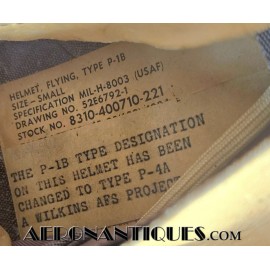 HELMET, FLYING, TYPE P-1B
SIZE—SMALL
SPECIFICATION MIL-H-8003 (USAF)
DRAWING NO. 52E6792-1
STOCK NO. 8310-400710-221
THE P-1B TYPE DESIGNATION
ON THIS HELMET HAS BEEN
CHANGED TO TYPE P-4A
A WILKINS AFS PROJECT
AERONANTIQUES.COM